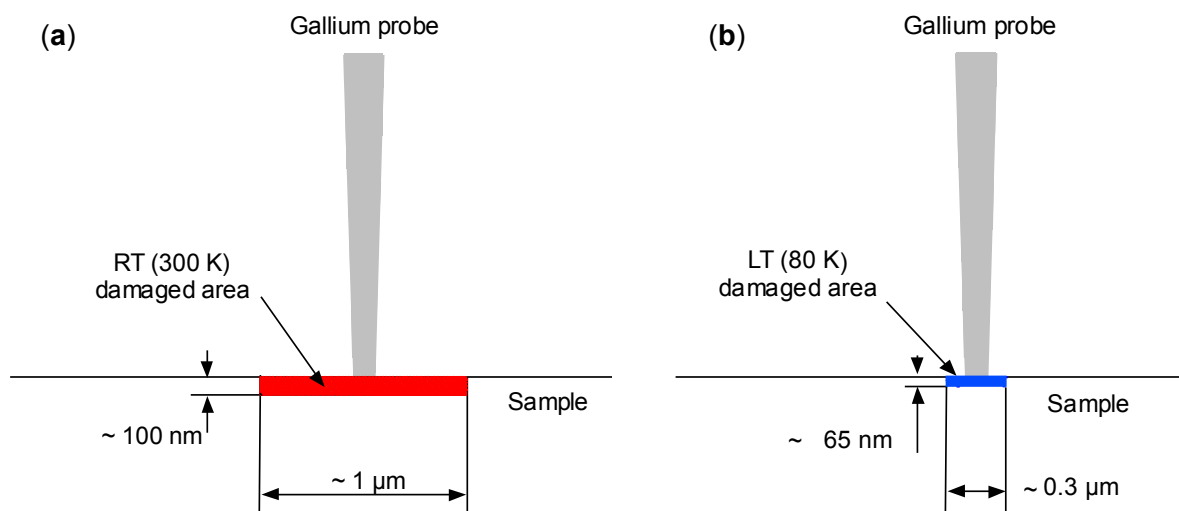 (a)
Gallium probe
RT (300 K)
damaged area
Sample
~ 100 nm
~ 1 µm
(b)
Gallium probe
LT (80 K)
damaged area
Sample
~ 65 nm
~ 0.3 µm